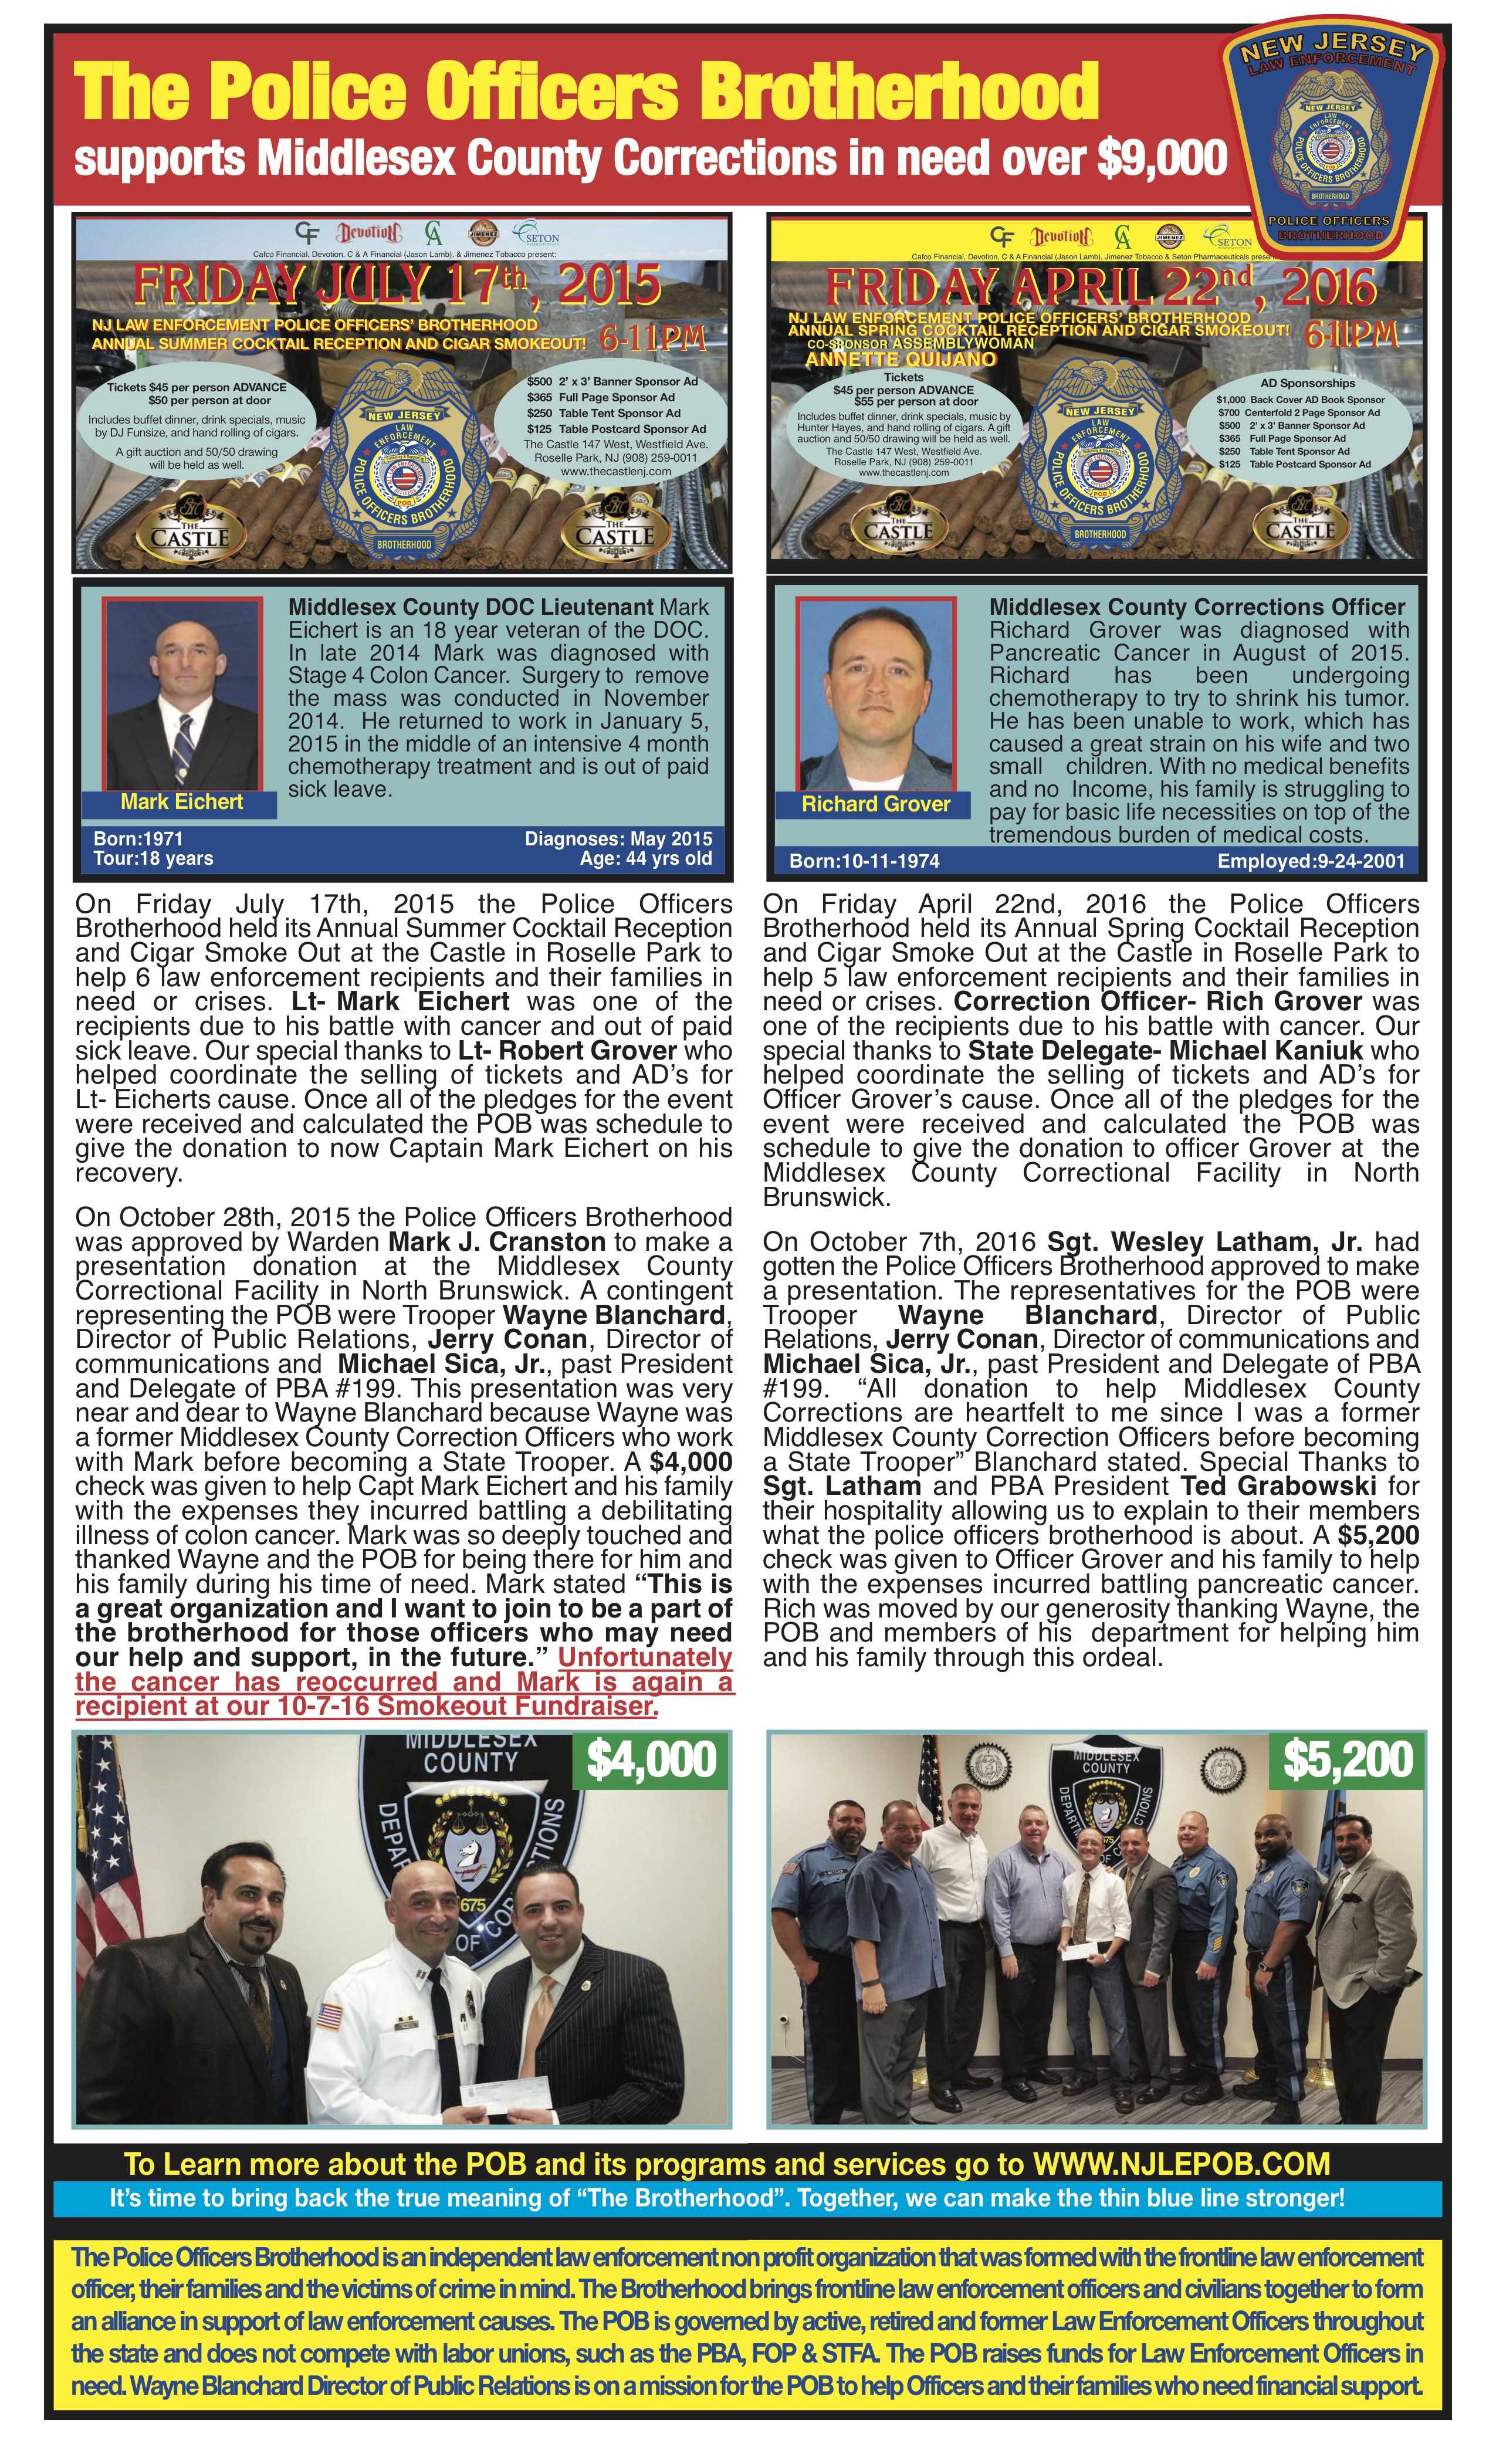 The Police Officers Brotherhood
supports Middlesex County Corrections in need over $9,000
NEW JERSEY
LAW ENFORCEMENT
NEW JERSEY
LAW
ENFORCEMENT
POLICE OFFICERS BROTHERHOOD
BROTHERHOOD
POLICE OFFICERS
BROTHERHOOD
CF
Devotion
CA
JIMENEZ
SETON
Cafco Financial, Devotion, C & A Financial (Jason Lamb), & Jimenez Tobacco present:
FRIDAY JULY 17th, 2015
NJ LAW ENFORCEMENT POLICE OFFICERS' BROTHERHOOD
ANNUAL SUMMER COCKTAIL RECEPTION AND CIGAR SMOKEOUT!
6-11PM
Tickets $45 per person ADVANCE
$50 per person at door
Includes buffet dinner, drink specials, music
by DJ Funsize, and hand rolling of cigars.
A gift auction and 50/50 drawing
will be held as well.
NEW JERSEY
LAW
ENFORCEMENT
POLICE OFFICERS BROTHERHOOD
POB
BROTHERHOOD
$500 2' x 3' Banner Sponsor Ad
$365 Full Page Sponsor Ad
$250 Table Tent Sponsor Ad
$125 Table Postcard Sponsor Ad
The Castle 147 West, Westfield Ave.
Roselle Park, NJ (908) 259-0011
www.thecastlenj.com
THE
CASTLE
THE
CASTLE
CF
Devotion
CA
JIMENEZ
SETON
Cafco Financial, Devotion, C & A Financial (Jason Lamb), Jimenez Tobacco & Seton Pharmaceuticals presen
FRIDAY APRIL 22nd, 2016
NJ LAW ENFORCEMENT POLICE OFFICERS' BROTHERHOOD
ANNUAL SPRING COCKTAIL RECEPTION AND CIGAR SMOKEOUT!
CO-SPONSOR ASSEMBLYWOMAN
ANNETTE QUIJANO
6-11PM
Tickets
$45 per person ADVANCE
$55 per person at door
Includes buffet dinner, drink specials, music by
Hunter Hayes, and hand rolling of cigars. A gift
auction and 50/50 drawing will be held as well.
The Castle 147 West, Westfield Ave.
Roselle Park, NJ (908) 259-0011
www.thecastlenj.com
NEW JERSEY
LAW
ENFORCEMENT
POLICE OFFICERS BROTHERHOOD
POB
BROTHERHOOD
AD Sponsorships
$1,000 Back Cover AD Book Sponsor
$700 Centerfold 2 Page Sponsor Ad
$500 2' x 3' Banner Sponsor Ad
$365 Full Page Sponsor Ad
$250 Table Tent Sponsor Ad
$125 Table Postcard Sponsor Ad
THE
CASTLE
THE
CASTLE
Middlesex County DOC Lieutenant Mark
Eichert is an 18 year veteran of the DOC.
In late 2014 Mark was diagnosed with
Stage 4 Colon Cancer. Surgery to remove
the mass was conducted in November
2014. He returned to work in January 5,
2015 in the middle of an intensive 4 month
chemotherapy treatment and is out of paid
sick leave.
Mark Eichert
Born:1971
Tour:18 years
Diagnoses: May 2015
Age: 44 yrs old
Middlesex County Corrections Officer
Richard Grover was diagnosed with
Pancreatic Cancer in August of 2015.
Richard has been undergoing
chemotherapy to try to shrink his tumor.
He has been unable to work, which has
caused a great strain on his wife and two
small children. With no medical benefits
and no Income, his family is struggling to
pay for basic life necessities on top of the
tremendous burden of medical costs.
Richard Grover
Born:10-11-1974
Employed:9-24-2001
On Friday July 17th, 2015 the Police Officers
Brotherhood held its Annual Summer Cocktail Reception
and Cigar Smoke Out at the Castle in Roselle Park to
help 6 law enforcement recipients and their families in
need or crises. Lt- Mark Eichert was one of the
recipients due to his battle with cancer and out of paid
sick leave. Our special thanks to Lt- Robert Grover who
helped coordinate the selling of tickets and AD's for
Lt- Eicherts cause. Once all of the pledges for the event
were received and calculated the POB was schedule to
give the donation to now Captain Mark Eichert on his
recovery.
On October 28th, 2015 the Police Officers Brotherhood
was approved by Warden Mark J. Cranston to make a
presentation donation at the Middlesex County
Correctional Facility in North Brunswick. A contingent
representing the POB were Trooper Wayne Blanchard,
Director of Public Relations, Jerry Conan, Director of
communications and Michael Sica, Jr., past President
and Delegate of PBA #199. This presentation was very
near and dear to Wayne Blanchard because Wayne was
a former Middlesex County Correction Officers who work
with Mark before becoming a State Trooper. A $4,000
check was given to help Capt Mark Eichert and his family
with the expenses they incurred battling a debilitating
illness of colon cancer. Mark was so deeply touched and
thanked Wayne and the POB for being there for him and
his family during his time of need. Mark stated “This is
a great organization and I want to join to be a part of
the brotherhood for those officers who may need
our help and support, in the future.” Unfortunately
the cancer has reoccurred and Mark is again a
recipient at our 10-7-16 Smokeout Fundraiser.
On Friday April 22nd, 2016 the Police Officers
Brotherhood held its Annual Spring Cocktail Reception
and Cigar Smoke Out at the Castle in Roselle Park to
help 5 law enforcement recipients and their families in
need or crises. Correction Officer- Rich Grover was
one of the recipients due to his battle with cancer. Our
special thanks to State Delegate- Michael Kaniuk who
helped coordinate the selling of tickets and AD's for
Officer Grover's cause. Once all of the pledges for the
event were received and calculated the POB was
schedule to give the donation to officer Grover at the
Middlesex County Correctional Facility in North
Brunswick.
On October 7th, 2016 Sgt. Wesley Latham, Jr. had
gotten the Police Officers Brotherhood approved to make
a presentation. The representatives for the POB were
Trooper Wayne Blanchard, Director of Public
Relations, Jerry Conan, Director of communications and
Michael Sica, Jr., past President and Delegate of PBA
#199. “All donation to help Middlesex County
Corrections are heartfelt to me since I was a former
Middlesex County Correction Officers before becoming
a State Trooper” Blanchard stated. Special Thanks to
Sgt. Latham and PBA President Ted Grabowski for
their hospitality allowing us to explain to their members
what the police officers brotherhood is about. A $5,200
check was given to Officer Grover and his family to help
with the expenses incurred battling pancreatic cancer.
Rich was moved by our generosity thanking Wayne, the
POB and members of his department for helping him
and his family through this ordeal.
MIDDLESEX
COUNTY
DEPAR
CTIONS
675
OF
COR
$4,000
MIDDLESEX
COUNTY
DEPARTM
CTIONS
675
OF
$5,200
To Learn more about the POB and its programs and services go to WWW.NJLEPOB.COM
It's time to bring back the true meaning of “The Brotherhood”. Together, we can make the thin blue line stronger!
The Police Officers Brotherhood is an independent law enforcement non profit organization that was formed with the frontline law enforcement
officer, their families and the victims of crime in mind. The Brotherhood brings frontline law enforcement officers and civilians together to form
an alliance in support of law enforcement causes. The POB is governed by active, retired and former Law Enforcement Officers throughout
the state and does not compete with labor unions, such as the PBA, FOP & STFA. The POB raises funds for Law Enforcement Officers in
need. Wayne Blanchard Director of Public Relations is on a mission for the POB to help Officers and their families who need financial support.